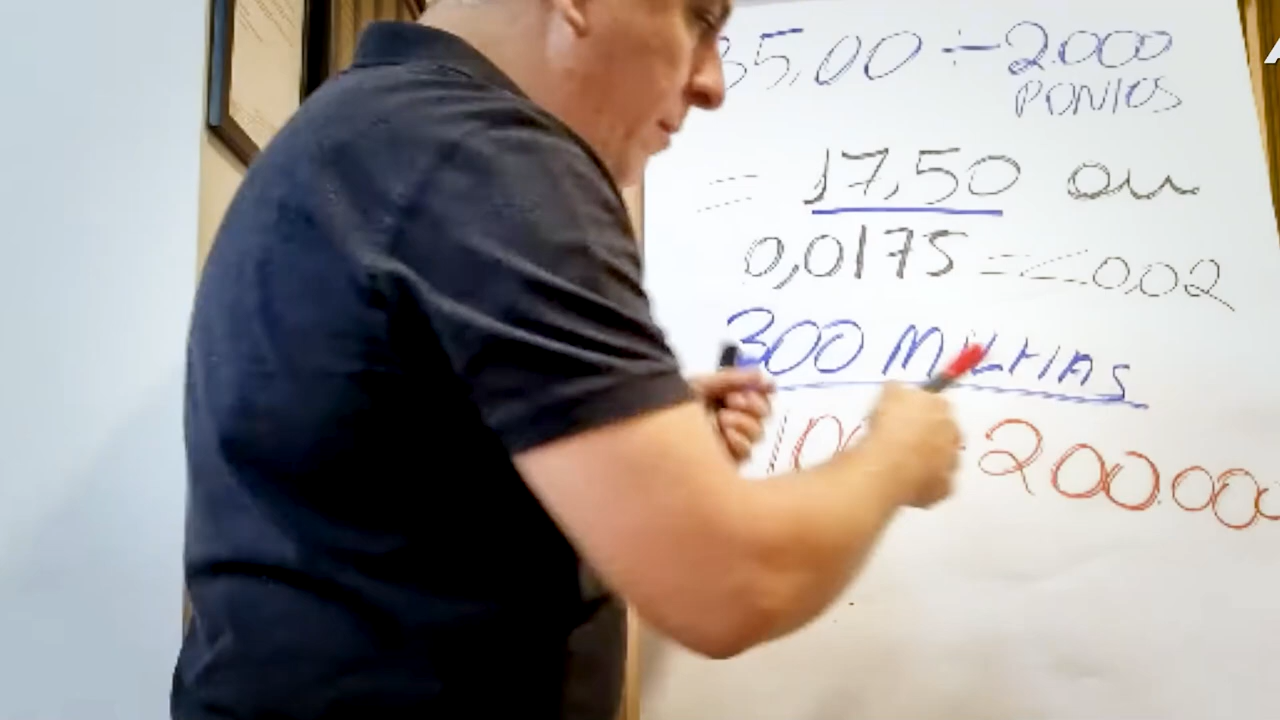 35,00 ÷ 2.000
PONTOS
= 17,50 ou
0,0175 = < 0,02
300 MILHAS
200.000